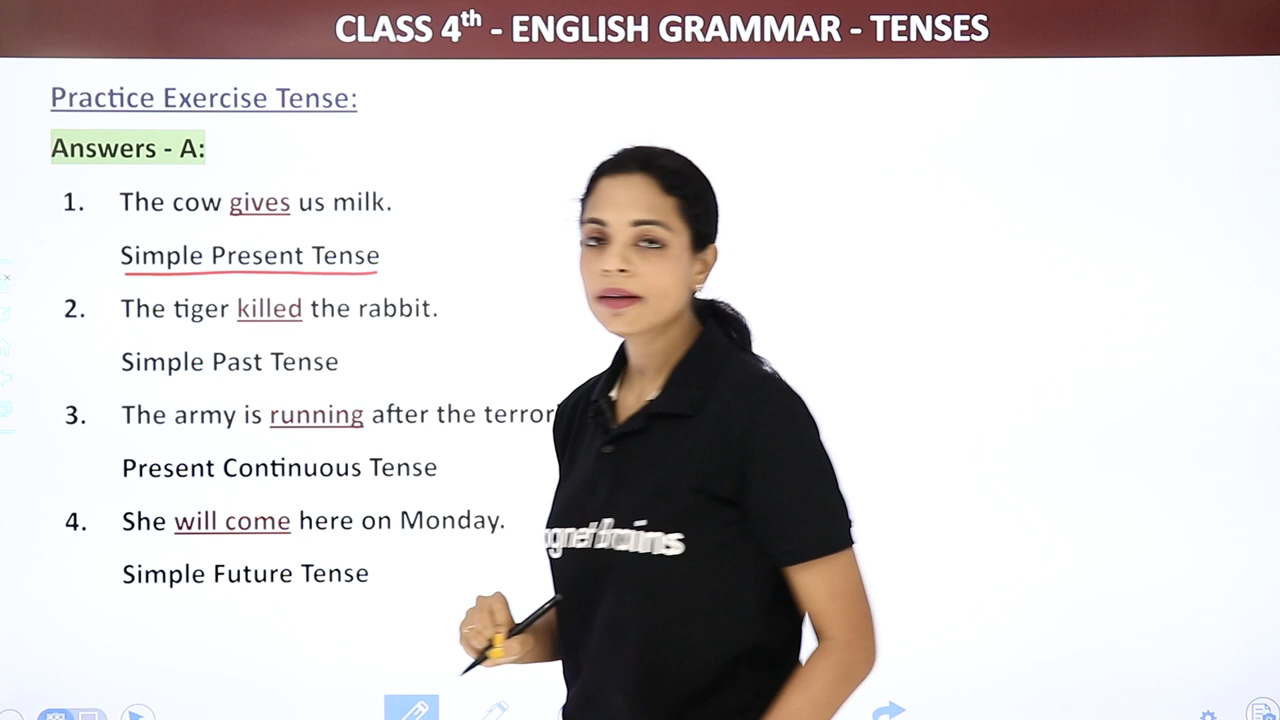 CLASS 4th - ENGLISH GRAMMAR - TENSES
Practice Exercise Tense:
Answers - A:
1. The cow gives us milk.
Simple Present Tense
2. The tiger killed the rabbit.
Simple Past Tense
3. The army is running after the
Present Continuous Tense
4. She will come here on Monday.
Simple Future Tense